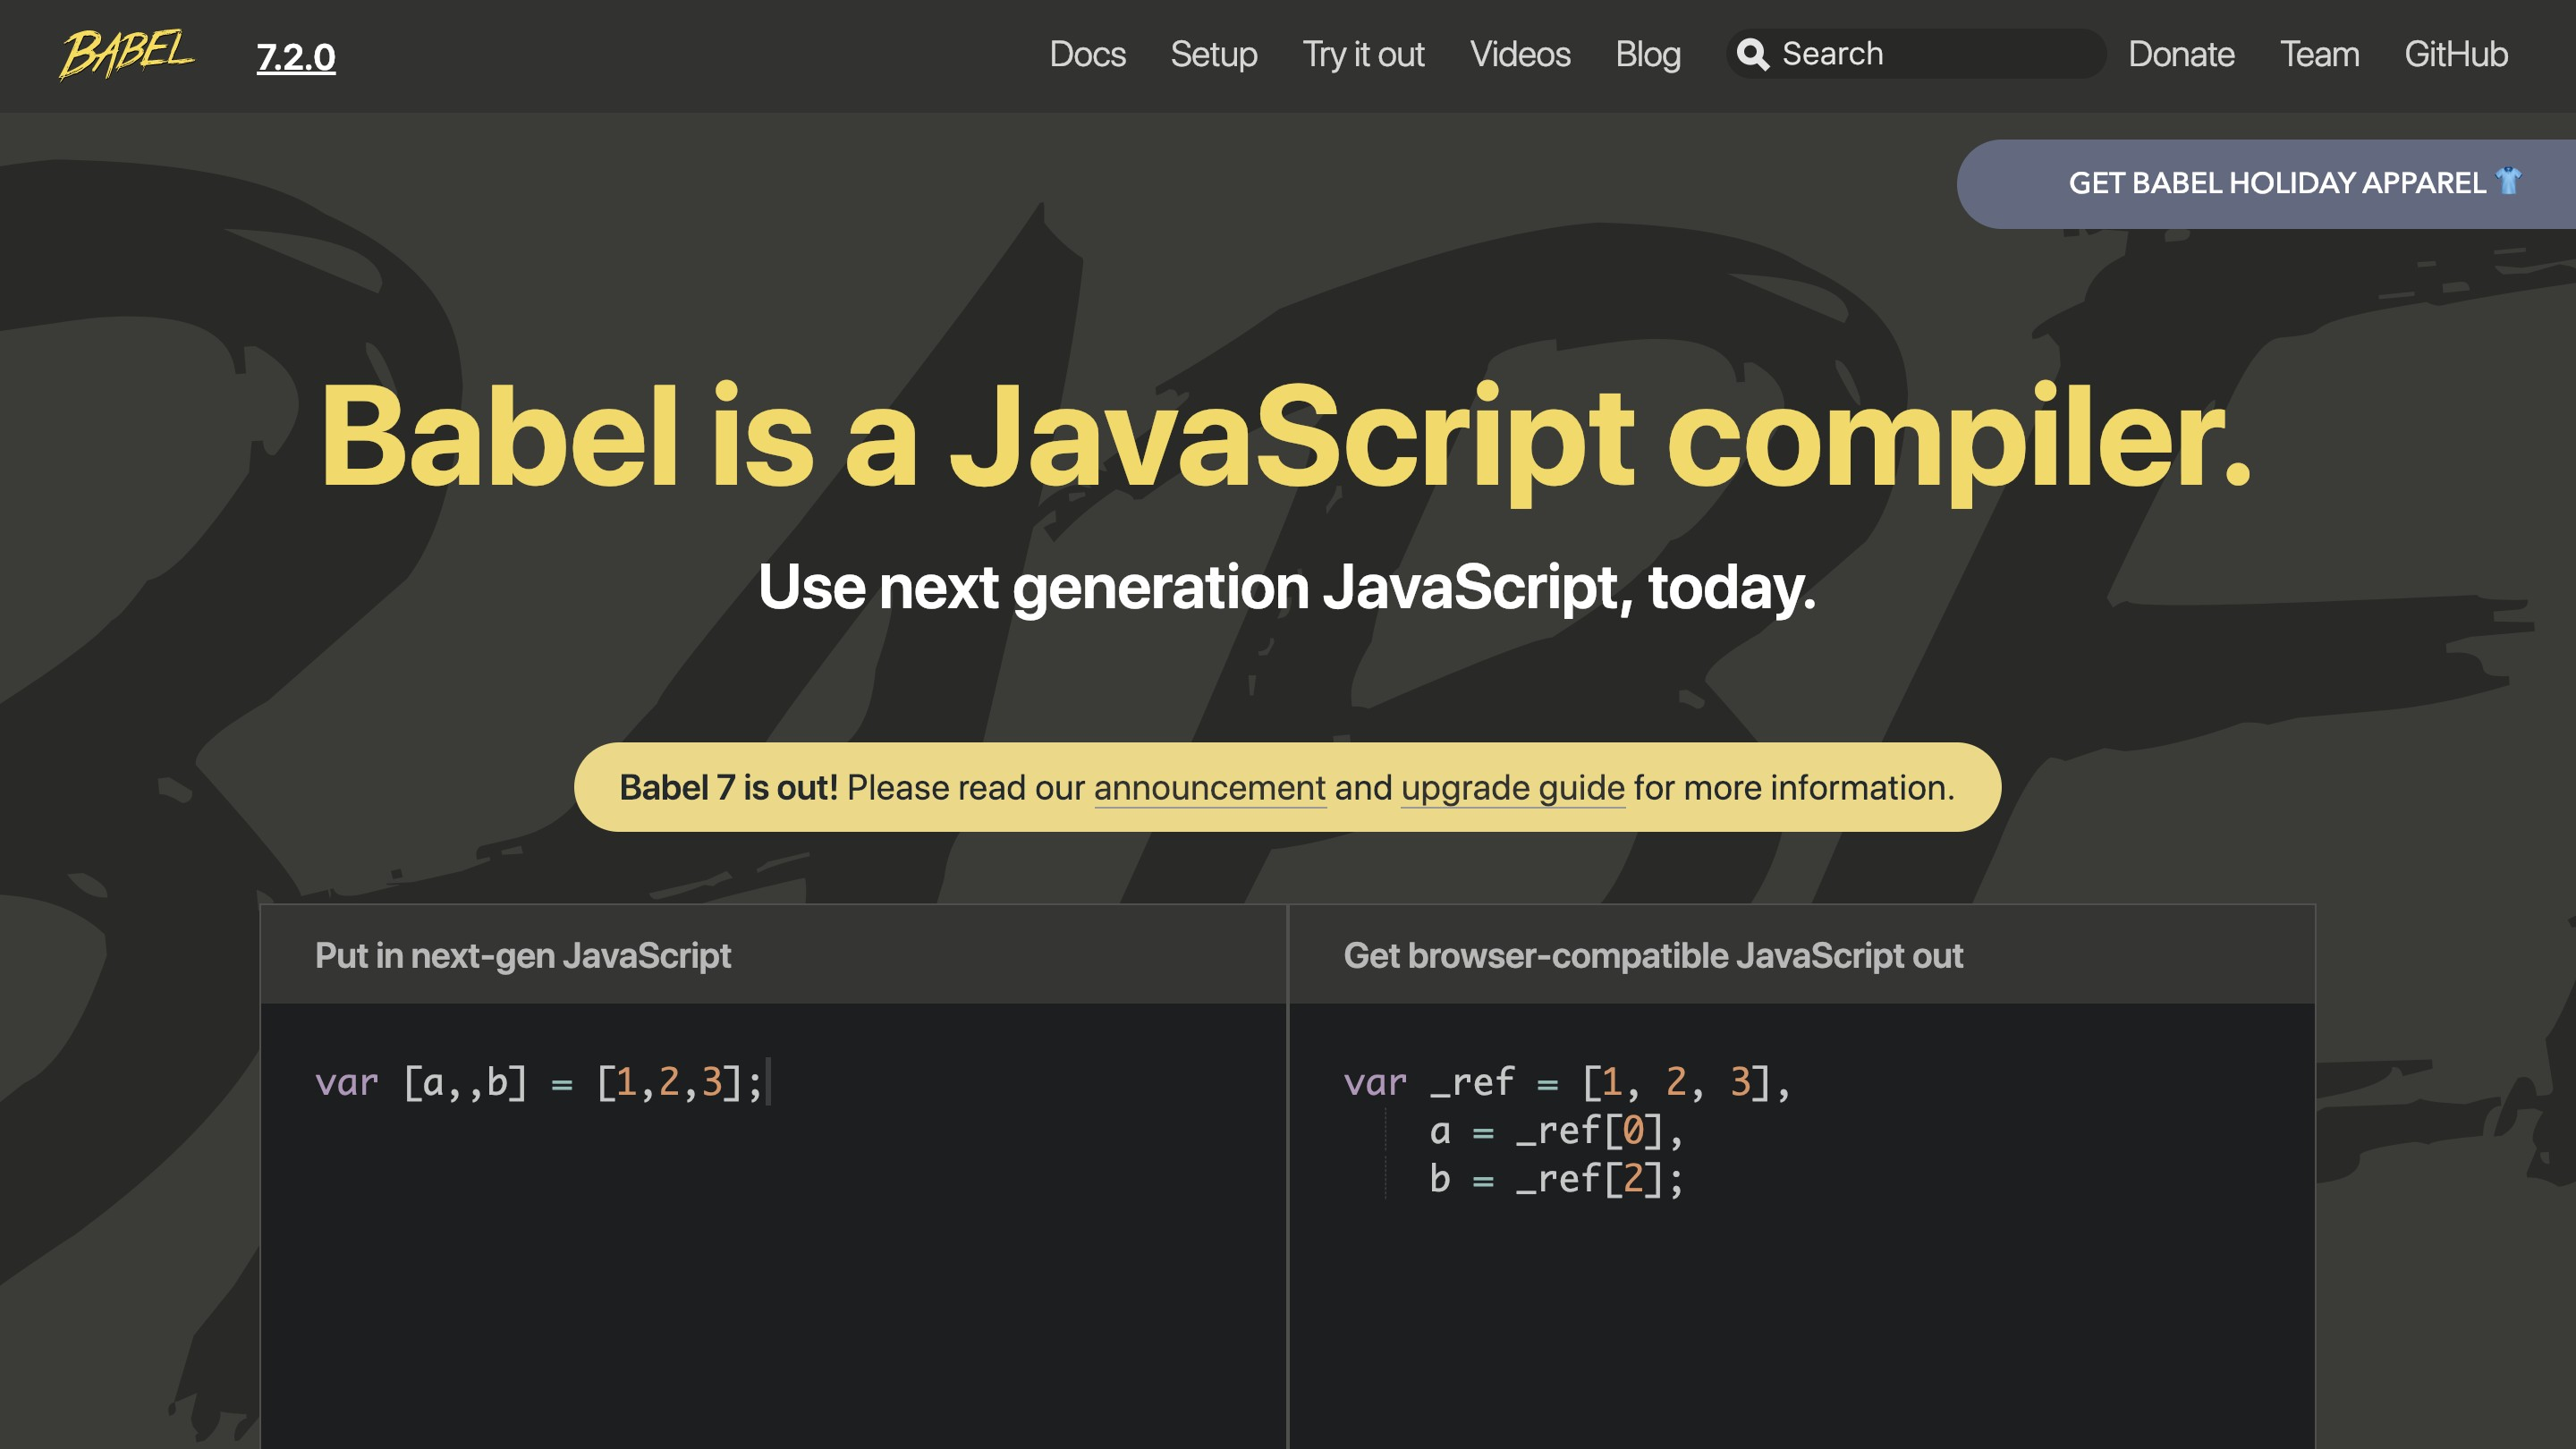 BABEL
7.2.0
Docs Setup Try it out Videos Blog Search Donate Team GitHub
GET BABEL HOLIDAY APPAREL 👕
Babel is a JavaScript compiler.
Use next generation JavaScript, today.
Babel 7 is out! Please read our announcement and upgrade guide for more information.
Put in next-gen JavaScript
var [a,,b] = [1,2,3];
Get browser-compatible JavaScript out
var _ref = [1, 2, 3],
    a = _ref[0],
    b = _ref[2];